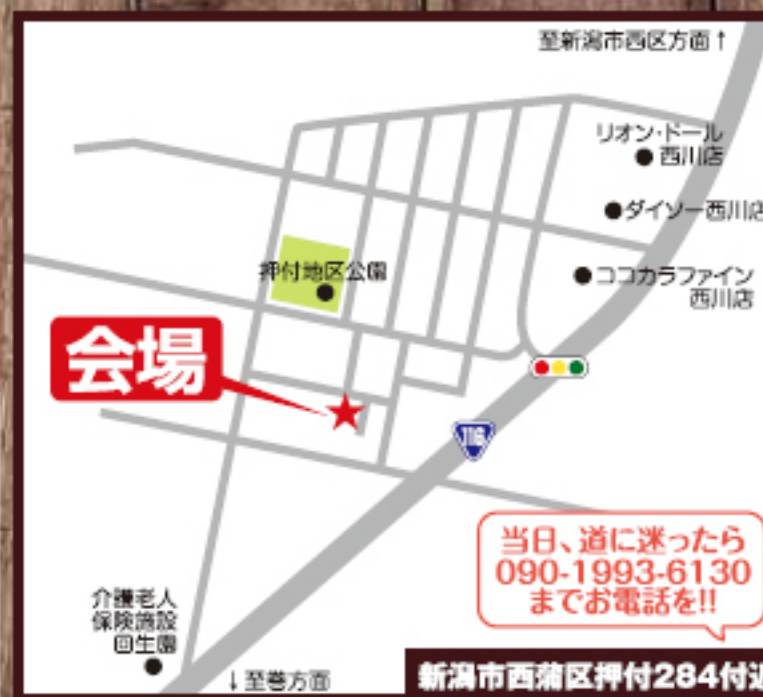 至新潟市西区方面↑
リオン・ドール
西川店
ダイソー西川店
ココカラファイン
西川店
押付地区公園
会場
116
当日、道に迷ったら
090-1993-6130
までお電話を!!
介護老人
保険施設
回生園
↓至巻方面
新潟市西蒲区押付284付近